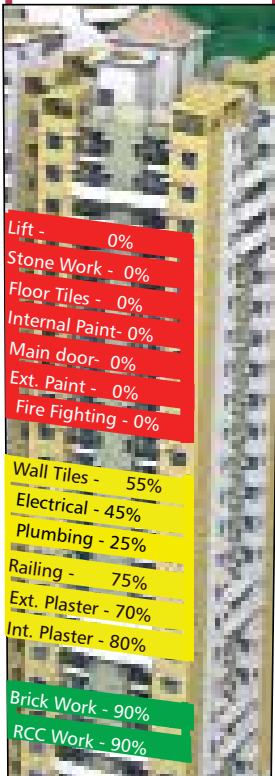 Lift - 0%
Stone Work - 0%
Floor Tiles - 0%
Internal Paint- 0%
Main door- 0%
Ext. Paint - 0%
Fire Fighting - 0%
Wall Tiles - 55%
Electrical - 45%
Plumbing - 25%
Railing - 75%
Ext. Plaster - 70%
Int. Plaster - 80%
Brick Work - 90%
RCC Work - 90%